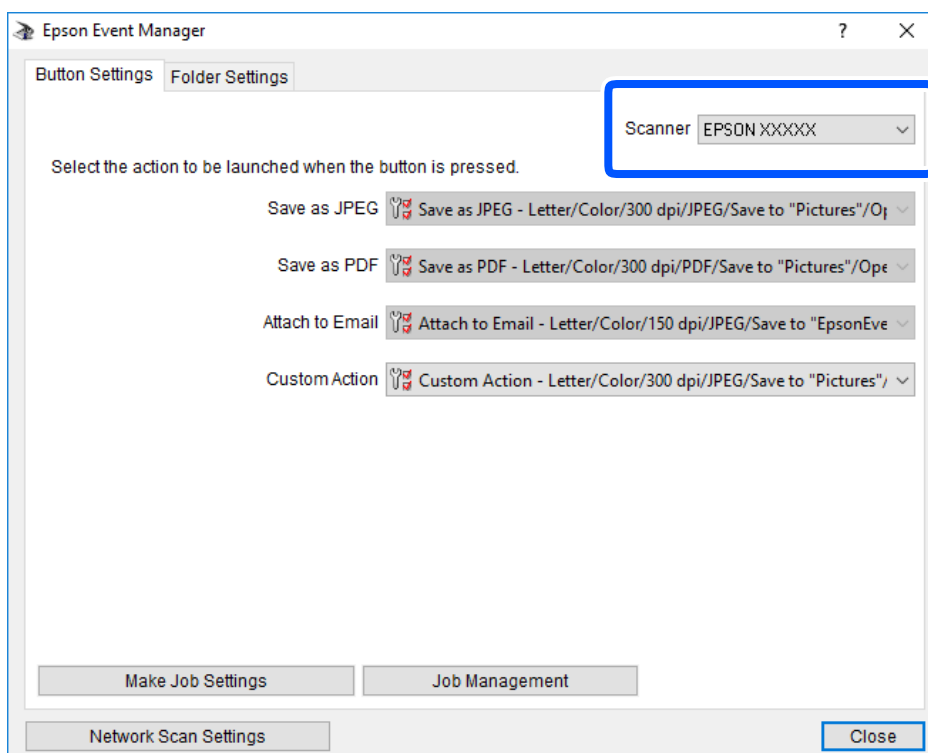 Epson Event Manager
Button Settings Folder Settings
Scanner EPSON XXXXX
Select the action to be launched when the button is pressed.
Save as JPEG Save as JPEG - Letter/Color/300 dpi/JPEG/Save to "Pictures"/Op
Save as PDF Save as PDF - Letter/Color/300 dpi/PDF/Save to "Pictures"/Ope
Attach to Email Attach to Email - Letter/Color/150 dpi/JPEG/Save to "EpsonEve
Custom Action Custom Action - Letter/Color/300 dpi/JPEG/Save to "Pictures"/
Make Job Settings Job Management
Network Scan Settings Close